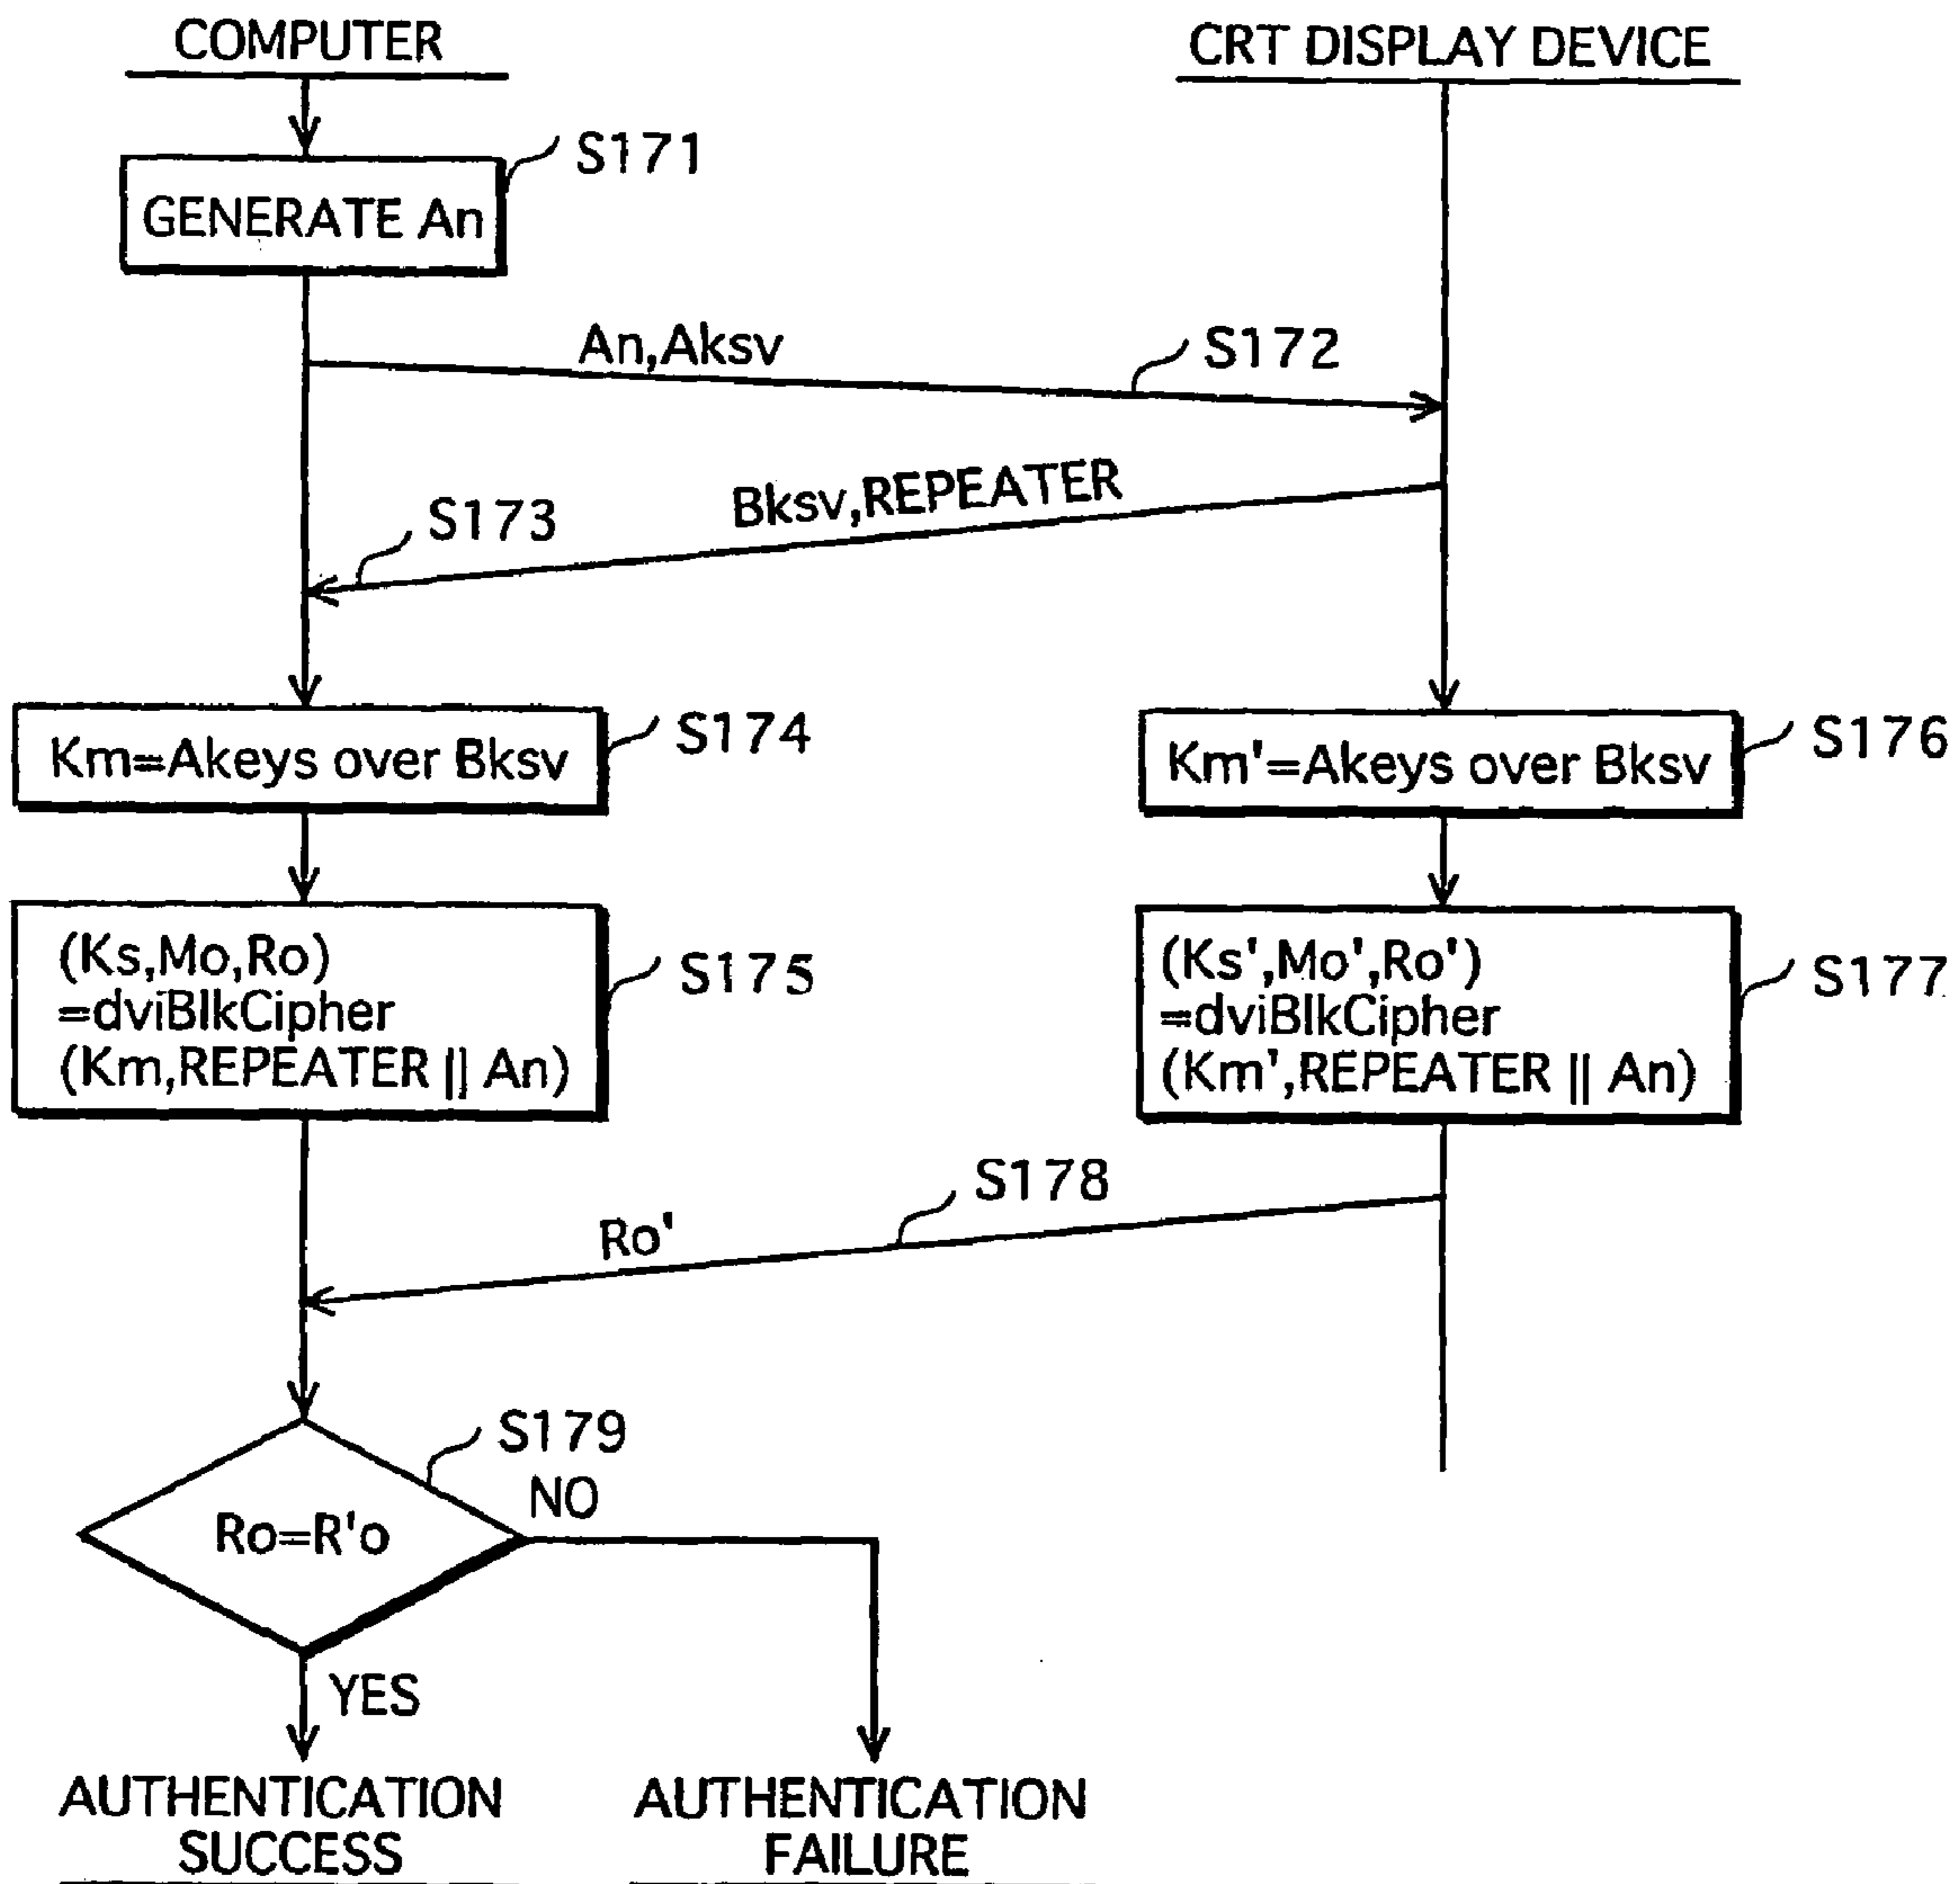 COMPUTER
CRT DISPLAY DEVICE
S171
GENERATE An
An,Aksv
S172
Bksv,REPEATER
S173
Km=Akeys over Bksv
S174
Km'=Akeys over Bksv
S176
(Ks,Mo,Ro)
=dviBlkCipher
(Km,REPEATER || An)
S175
(Ks',Mo',Ro')
=dviBlkCipher
(Km',REPEATER || An)
S177
S178
Ro'
S179
NO
Ro=R'o
YES
AUTHENTICATION
SUCCESS
AUTHENTICATION
FAILURE